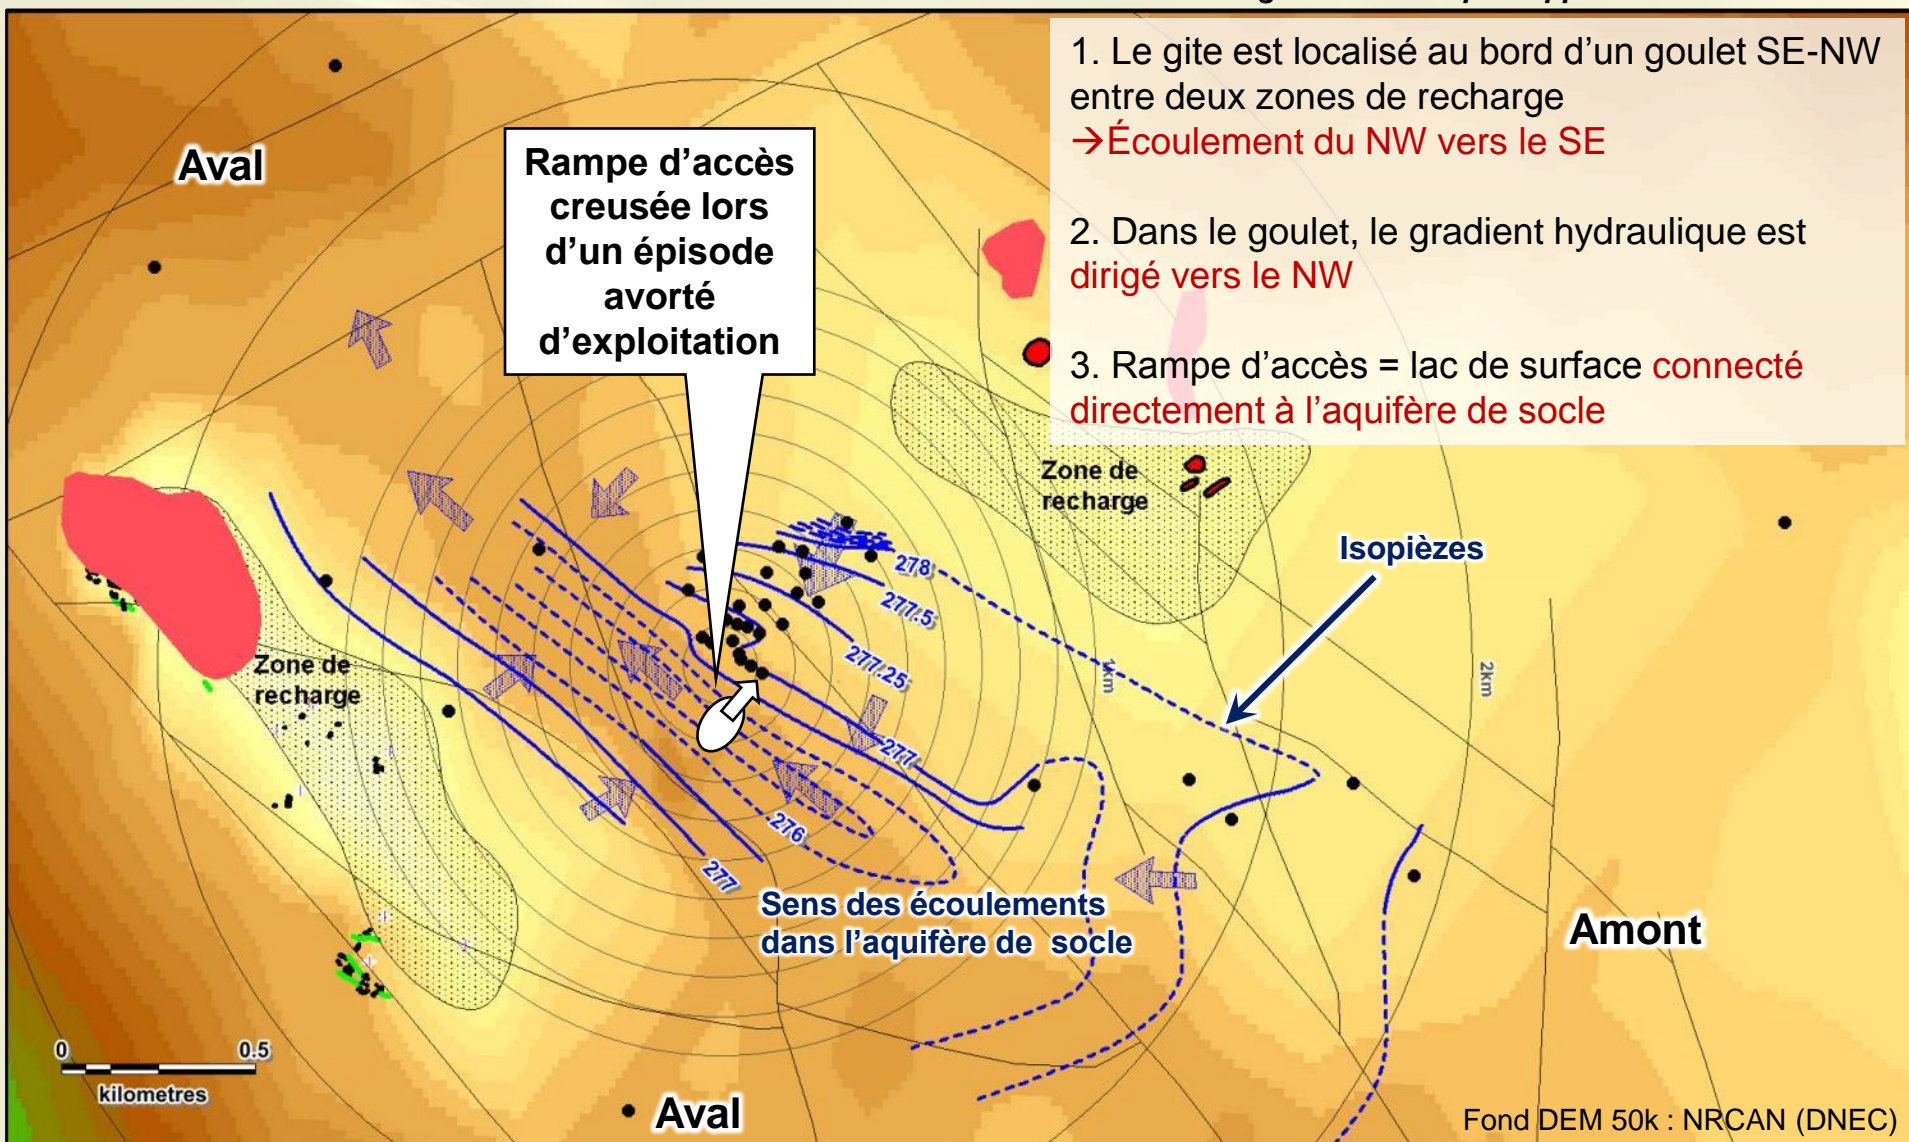 1. Le gite est localisé au bord d’un goulet SE-NW
entre deux zones de recharge
→Écoulement du NW vers le SE
2. Dans le goulet, le gradient hydraulique est
dirigé vers le NW
3. Rampe d’accès = lac de surface connecté
directement à l’aquifère de socle
Aval
Rampe d’accès
creusée lors
d’un épisode
avorté
d’exploitation
Zone de
recharge
Isopièzes
278
277.5
277.25
Zone de
recharge
1km
2km
277
276
277
Sens des écoulements
dans l’aquifère de socle
Amont
0 0.5
kilometres
Aval
Fond DEM 50k : NRCAN (DNEC)